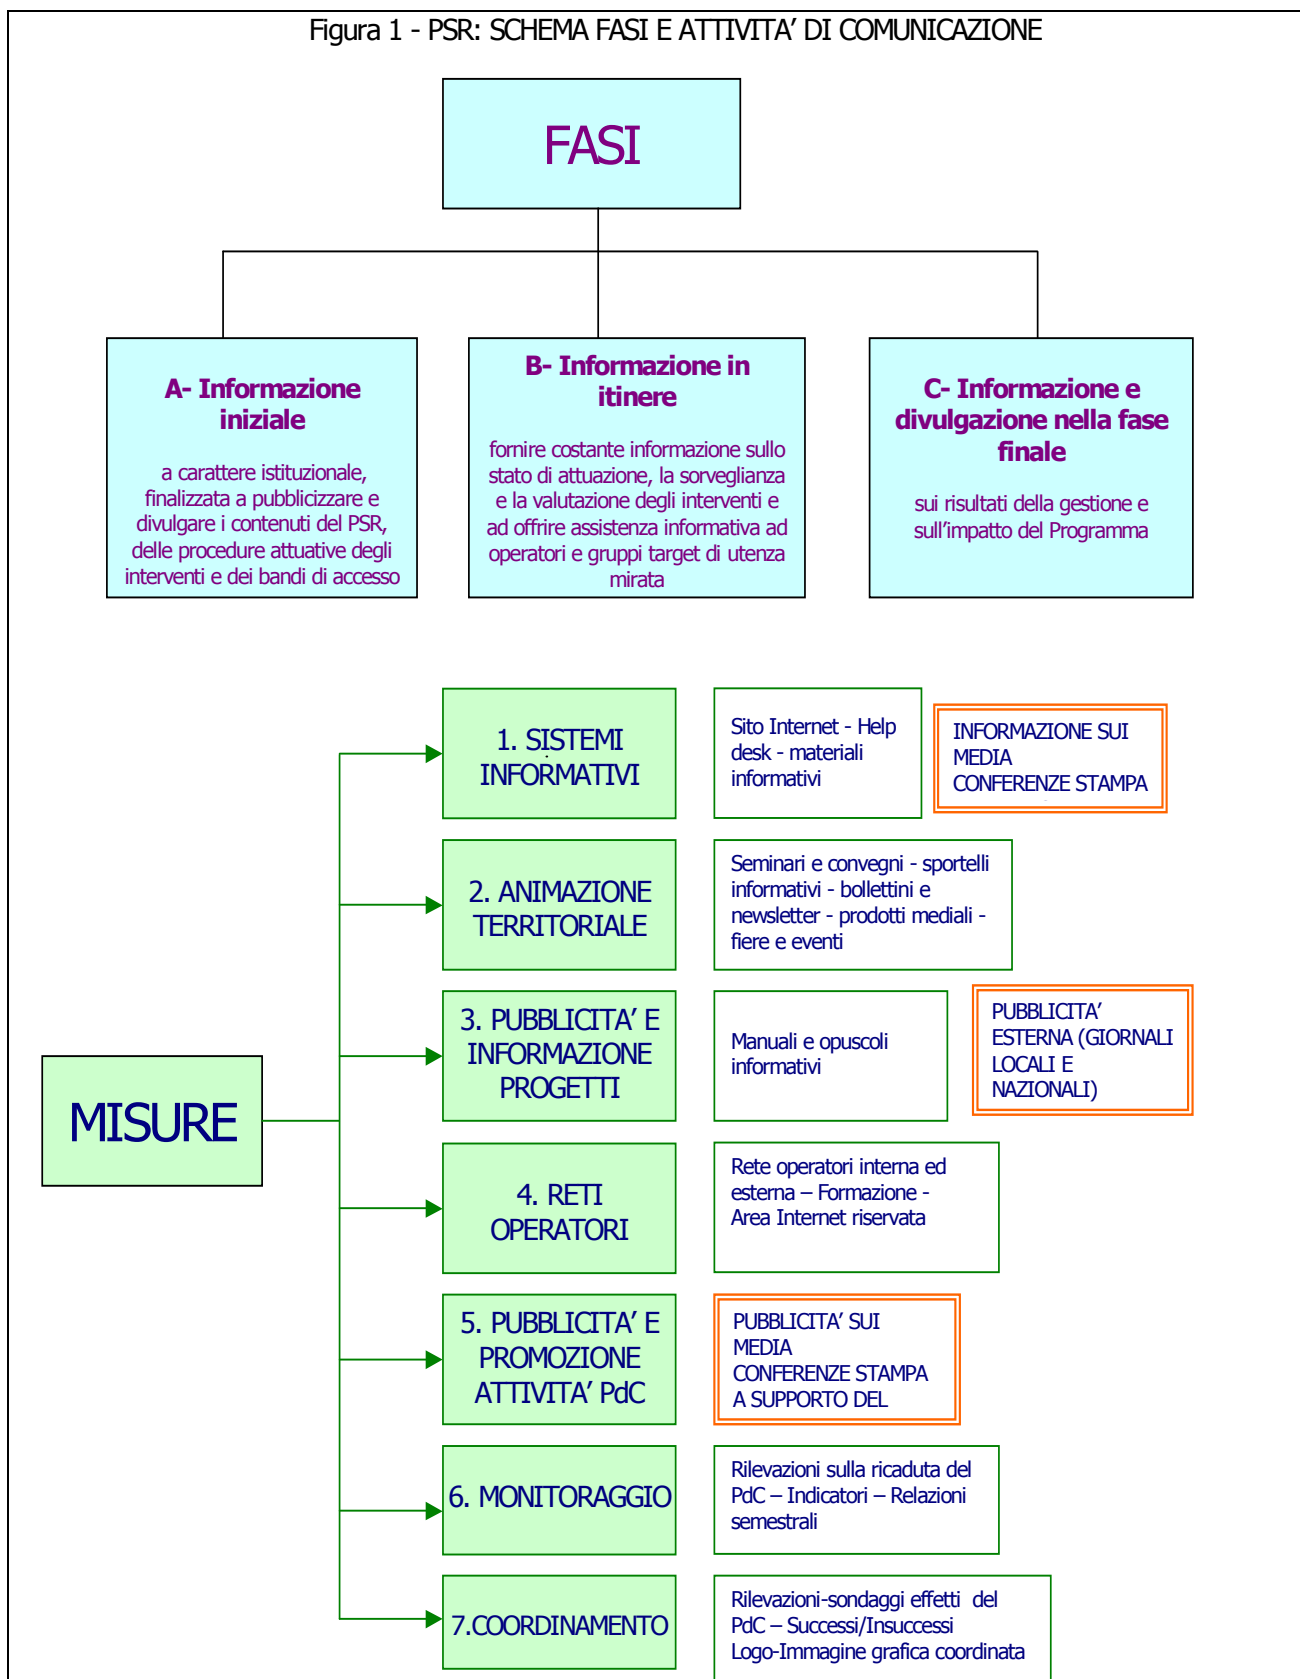 Figura 1 - PSR: SCHEMA FASI E ATTIVITA’ DI COMUNICAZIONE
FASI
A- Informazione
iniziale
a carattere istituzionale,
finalizzata a pubblicizzare e
divulgare i contenuti del PSR,
delle procedure attuative degli
interventi e dei bandi di accesso
B- Informazione in
itinere
fornire costante informazione sullo
stato di attuazione, la sorveglianza
e la valutazione degli interventi e
ad offrire assistenza informativa ad
operatori e gruppi target di utenza
mirata
C- Informazione e
divulgazione nella fase
finale
sui risultati della gestione e
sull’impatto del Programma
MISURE
1. SISTEMI
INFORMATIVI
Sito Internet - Help
desk - materiali
informativi
INFORMAZIONE SUI
MEDIA
CONFERENZE STAMPA
2. ANIMAZIONE
TERRITORIALE
Seminari e convegni - sportelli
informativi - bollettini e
newsletter - prodotti mediali -
fiere e eventi
3. PUBBLICITA’ E
INFORMAZIONE
PROGETTI
Manuali e opuscoli
informativi
PUBBLICITA’
ESTERNA (GIORNALI
LOCALI E
NAZIONALI)
4. RETI
OPERATORI
Rete operatori interna ed
esterna – Formazione -
Area Internet riservata
5. PUBBLICITA’ E
PROMOZIONE
ATTIVITA’ PdC
PUBBLICITA’ SUI
MEDIA
CONFERENZE STAMPA
A SUPPORTO DEL
6. MONITORAGGIO
Rilevazioni sulla ricaduta del
PdC – Indicatori – Relazioni
semestrali
7.COORDINAMENTO
Rilevazioni-sondaggi effetti  del
PdC – Successi/Insuccessi
Logo-Immagine grafica coordinata